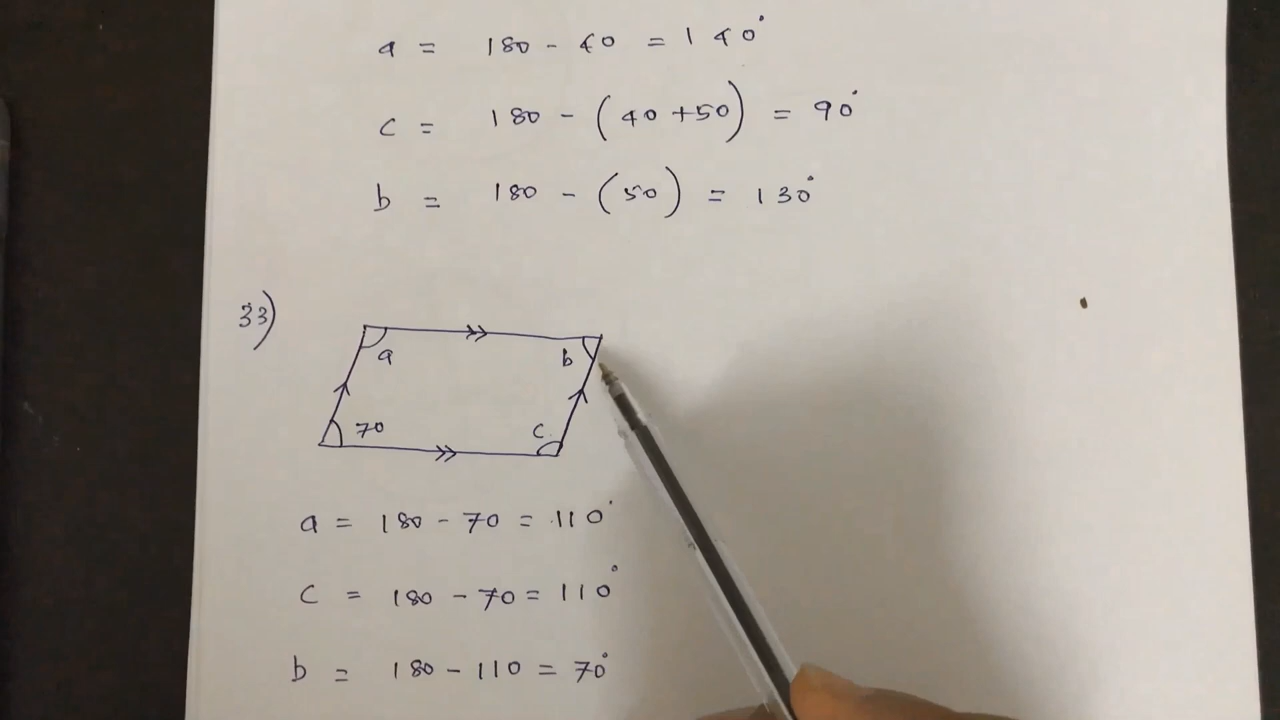 a = 180 - 40 = 140°
c = 180 - (40 + 50) = 90°
b = 180 - (50) = 130°
33)
a
b
70
c
a = 180 - 70 = 110°
c = 180 - 70 = 110°
b = 180 - 110 = 70°